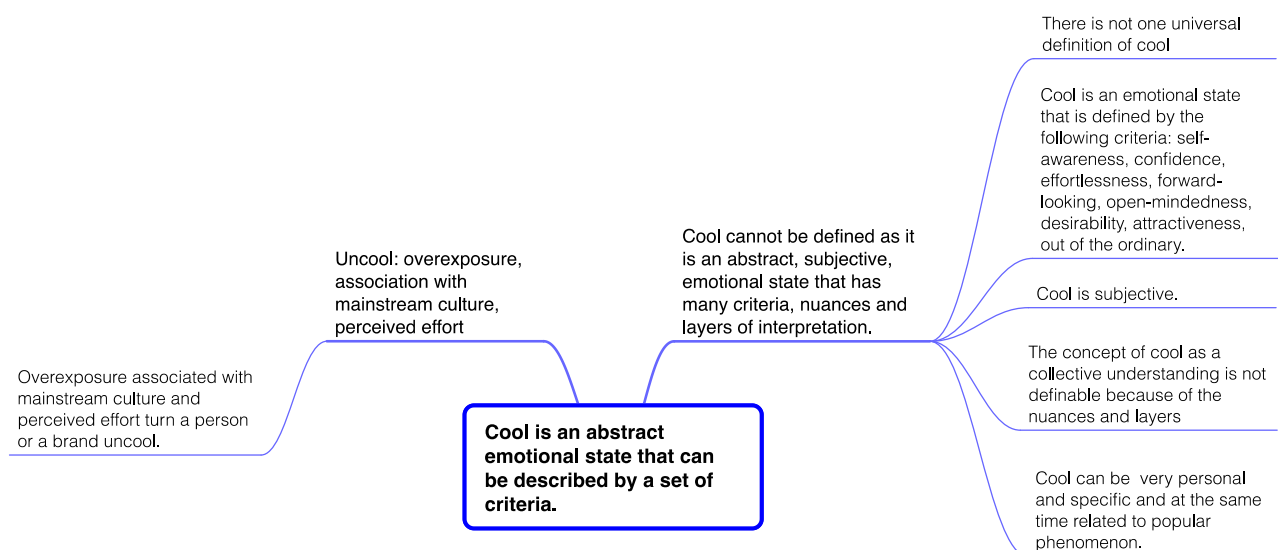 There is not one universal
definition of cool
Cool is an emotional state
that is defined by the
following criteria: self-
awareness, confidence,
effortlessness, forward-
looking, open-mindedness,
desirability, attractiveness,
out of the ordinary.
Cool cannot be defined as it
is an abstract, subjective,
emotional state that has
many criteria, nuances and
layers of interpretation.
Uncool: overexposure,
association with
mainstream culture,
perceived effort
Cool is subjective.
The concept of cool as a
collective understanding is not
definable because of the
nuances and layers
Overexposure associated with
mainstream culture and
perceived effort turn a person
or a brand uncool.
Cool is an abstract
emotional state that can
be described by a set of
criteria.
Cool can be  very personal
and specific and at the same
time related to popular
phenomenon.